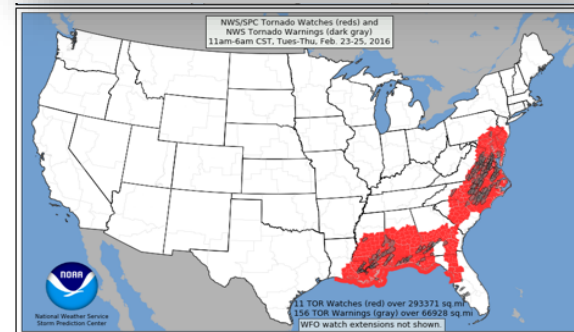 NWS/SPC Tornado Watches (reds) and
NWS Tornado Warnings (dark gray)
11am-6am CST, Tues-Thu, Feb. 23-25, 2016
NOAA
National Weather Service
Storm Prediction Center
11 TOR Watches (red) over 293371 sq.mi
156 TOR Warnings (gray) over 66928 sq.mi
WFO watch extensions not shown.